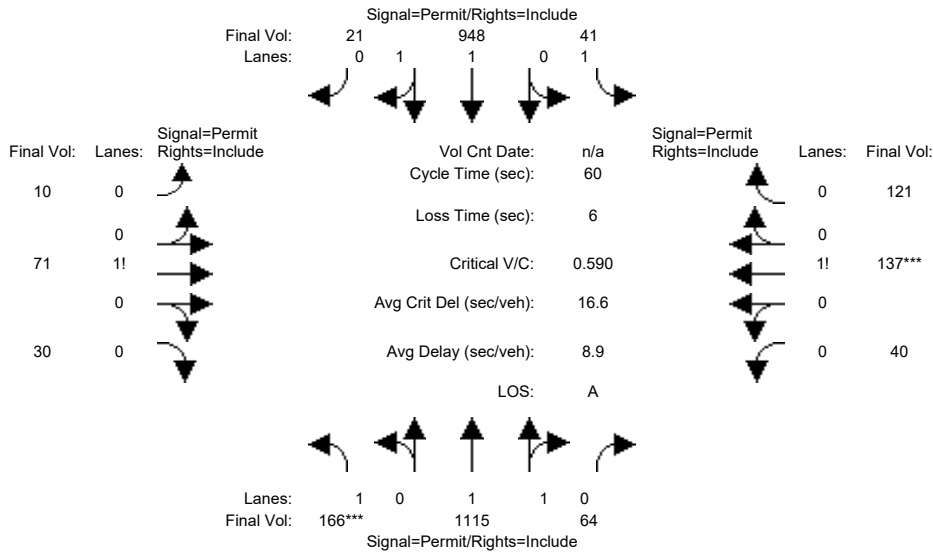 Signal=Permit/Rights=Include
Final Vol: 21 948 41
Lanes: 0 1 1 0 1
Signal=Permit
Final Vol: Lanes: Rights=Include
Vol Cnt Date: n/a
Signal=Permit
Rights=Include Lanes: Final Vol:
Cycle Time (sec): 60
10 0
0 121
Loss Time (sec): 6
0
0
71 1!
Critical V/C: 0.590
1! 137***
0
Avg Crit Del (sec/veh): 16.6
0
30 0
Avg Delay (sec/veh): 8.9
0 40
LOS: A
Lanes: 1 0 1 1 0
Final Vol: 166*** 1115 64
Signal=Permit/Rights=Include